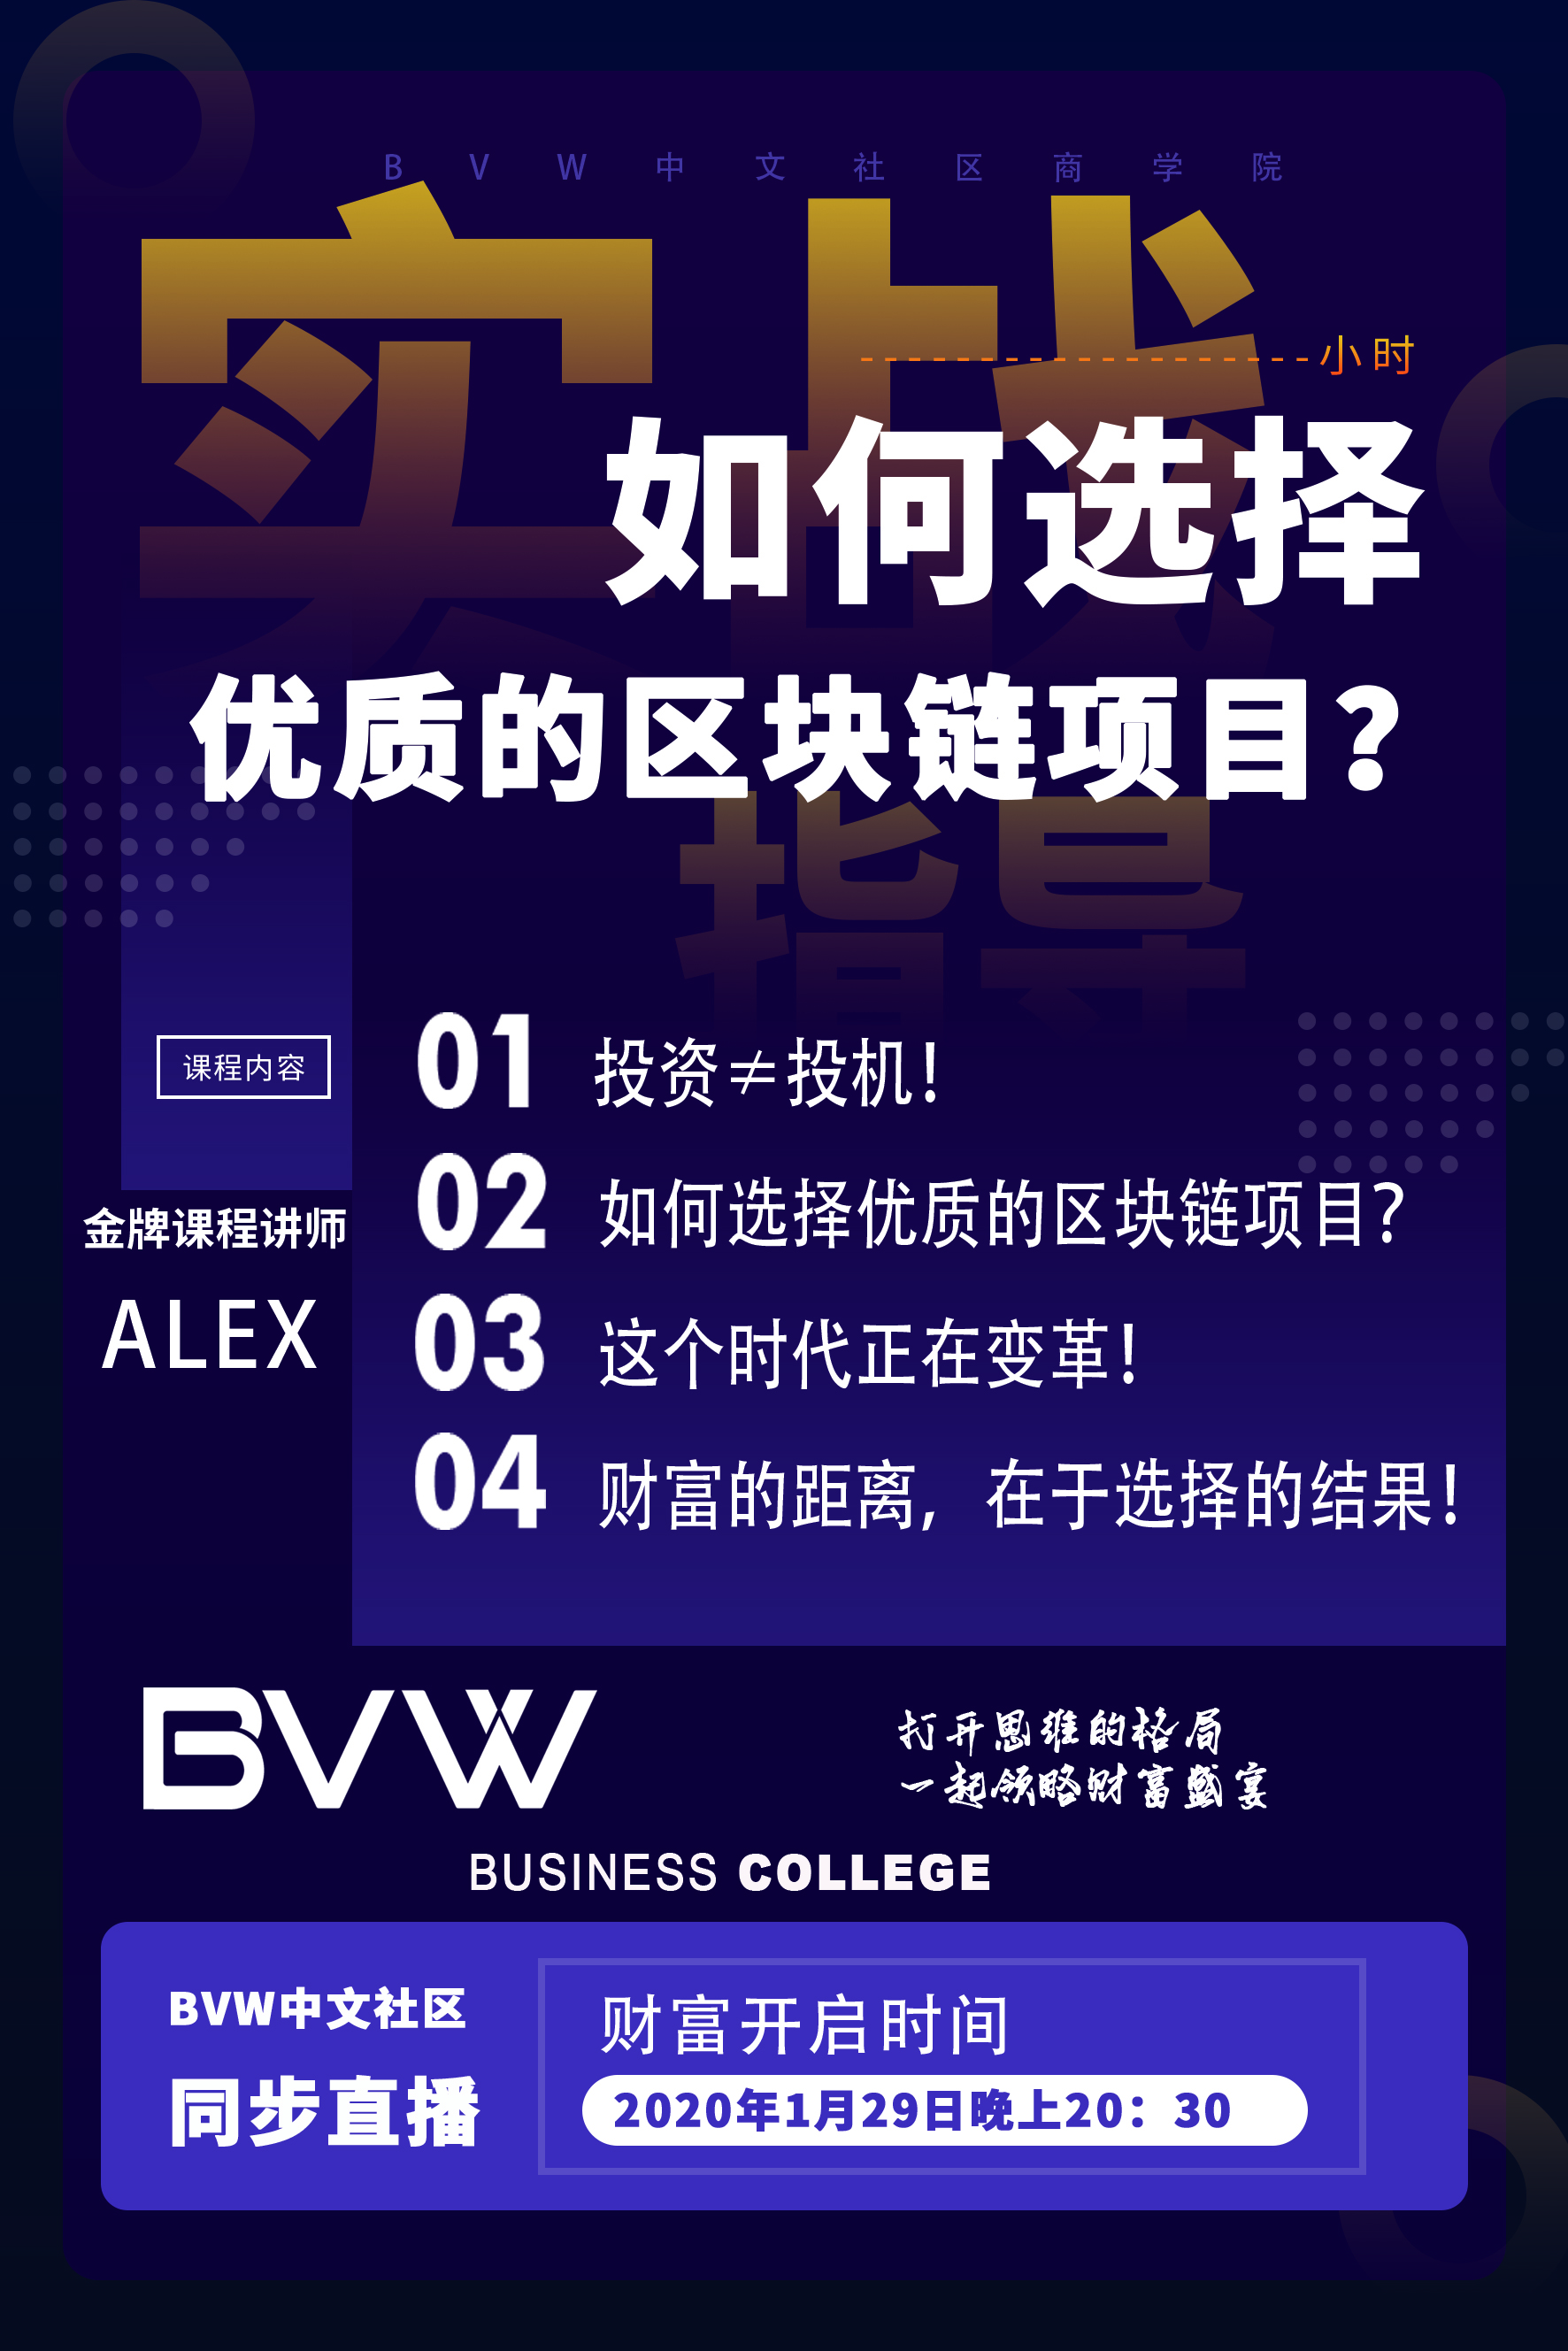 BVW中文社区商学院
实战
------------------- 小时
如何选择
优质的区块链项目?
指导
课程内容
01 投资≠投机!
02 如何选择优质的区块链项目?
03 这个时代正在变革!
04 财富的距离, 在于选择的结果!
金牌课程讲师
ALEX
BVW
打开思维的格局
一起领略财富盛宴
BUSINESS COLLEGE
BVW中文社区
同步直播
财富开启时间
2020年1月29日晚上20: 30